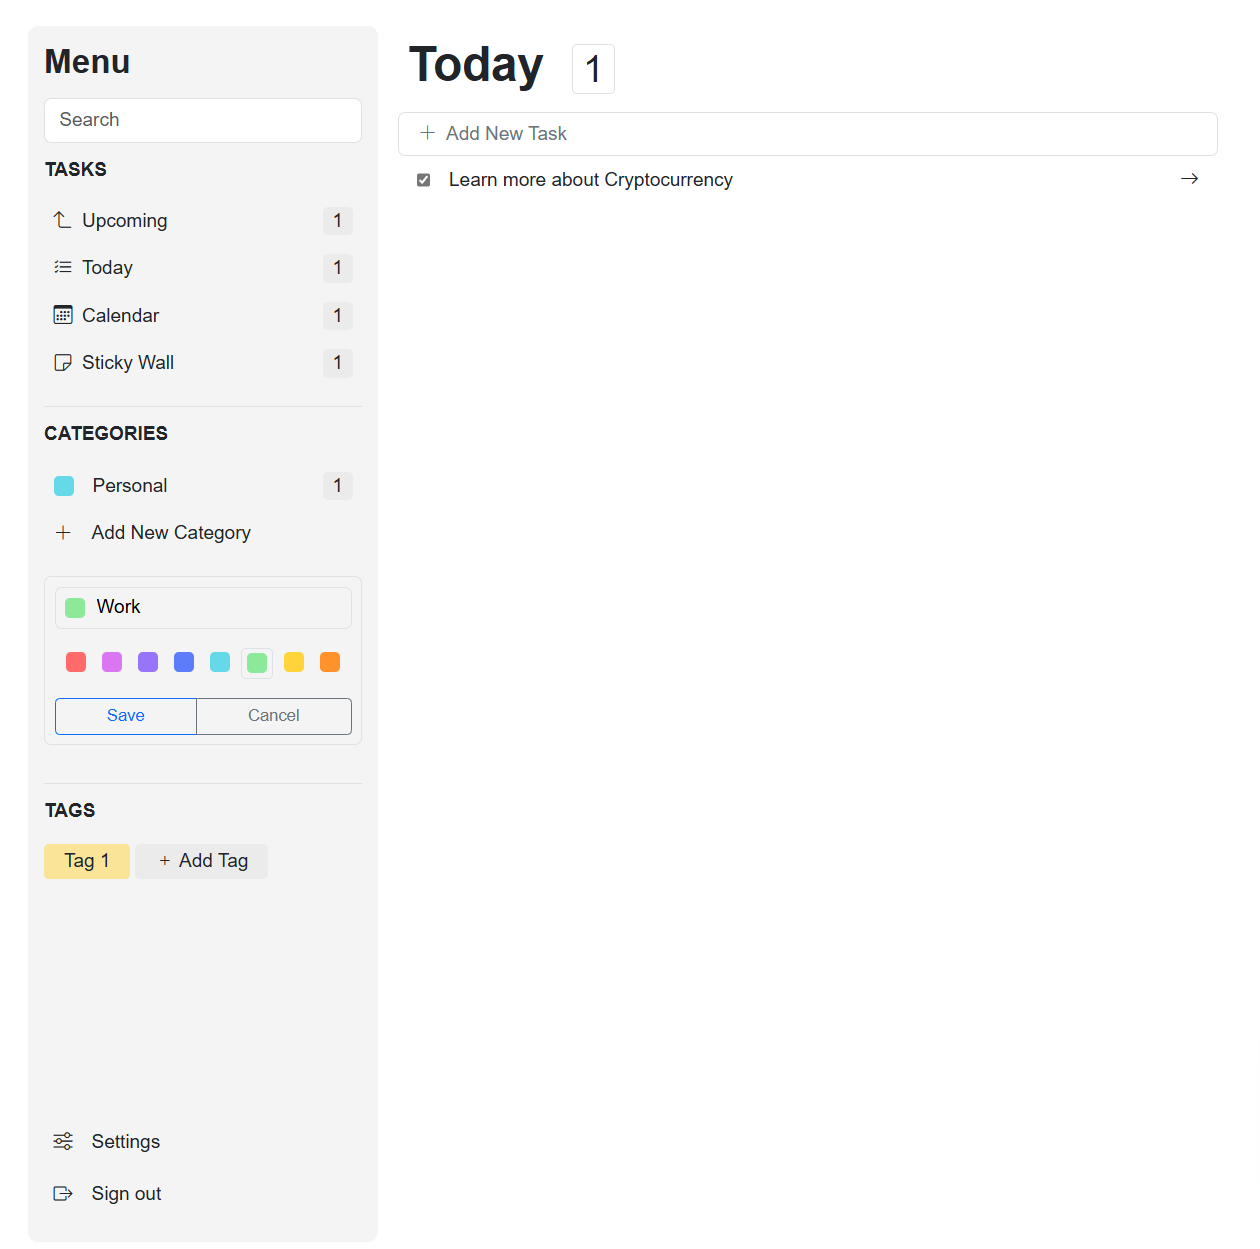 Menu
Search
TASKS
Upcoming 1
Today 1
Calendar 1
Sticky Wall 1
CATEGORIES
Personal 1
+ Add New Category
Work
Save Cancel
TAGS
Tag 1 + Add Tag
Settings
Sign out
Today 1
+ Add New Task
Learn more about Cryptocurrency →